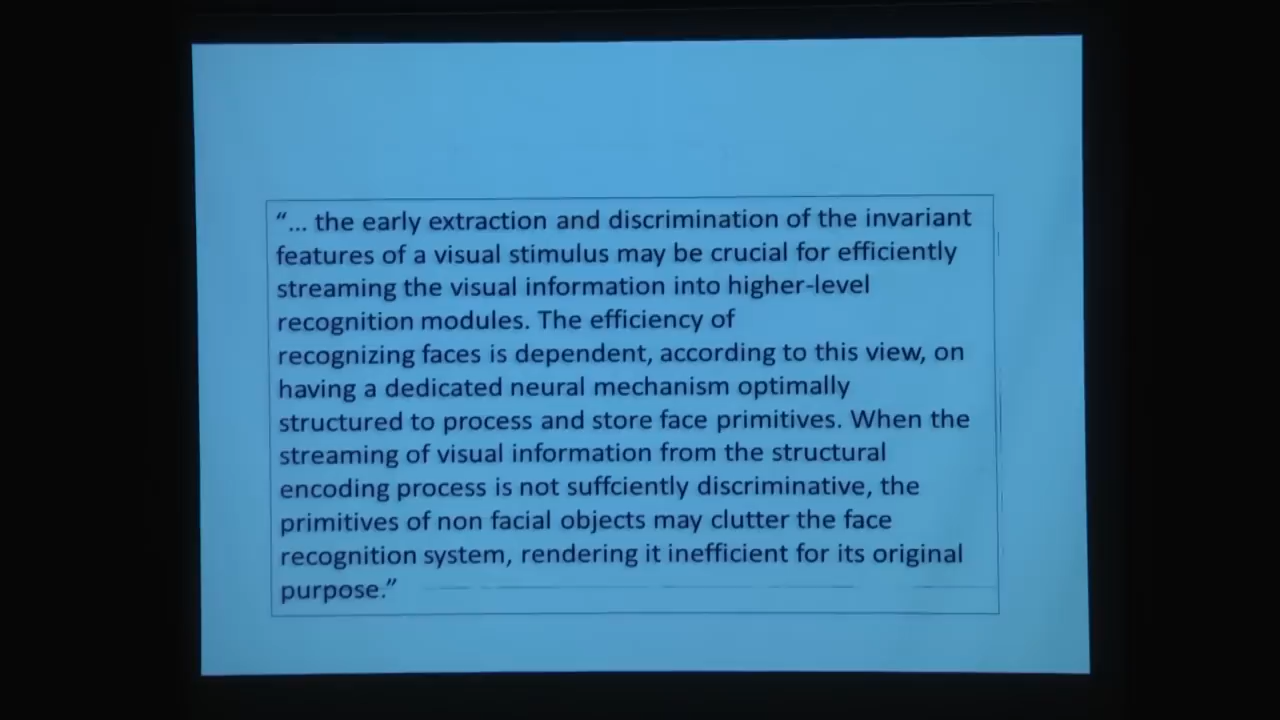 “... the early extraction and discrimination of the invariant
features of a visual stimulus may be crucial for efficiently
streaming the visual information into higher-level
recognition modules. The efficiency of
recognizing faces is dependent, according to this view, on
having a dedicated neural mechanism optimally
structured to process and store face primitives. When the
streaming of visual information from the structural
encoding process is not suffciently discriminative, the
primitives of non facial objects may clutter the face
recognition system, rendering it inefficient for its original
purpose.”